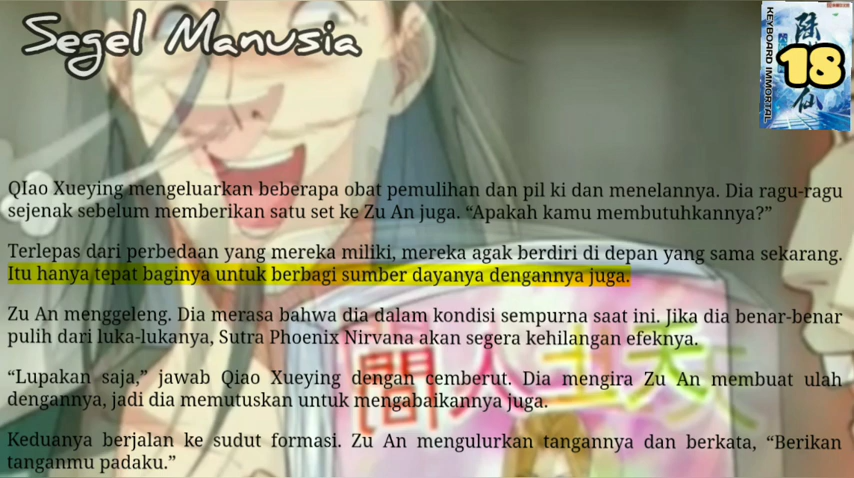 Segel Manusia
KEYBOARD IMMORTAL
18
QIao Xueying mengeluarkan beberapa obat pemulihan dan pil ki dan menelannya. Dia ragu-ragu
sejenak sebelum memberikan satu set ke Zu An juga. “Apakah kamu membutuhkannya?”
Terlepas dari perbedaan yang mereka miliki, mereka agak berdiri di depan yang sama sekarang.
Itu hanya tepat baginya untuk berbagi sumber dayanya dengannya juga.
Zu An menggeleng. Dia merasa bahwa dia dalam kondisi sempurna saat ini. Jika dia benar-benar
pulih dari luka-lukanya, Sutra Phoenix Nirvana akan segera kehilangan efeknya.
“Lupakan saja,” jawab Qiao Xueying dengan cemberut. Dia mengira Zu An membuat ulah
dengannya, jadi dia memutuskan untuk mengabaikannya juga.
Keduanya berjalan ke sudut formasi. Zu An mengulurkan tangannya dan berkata, “Berikan
tanganmu padaku.”
間人上天